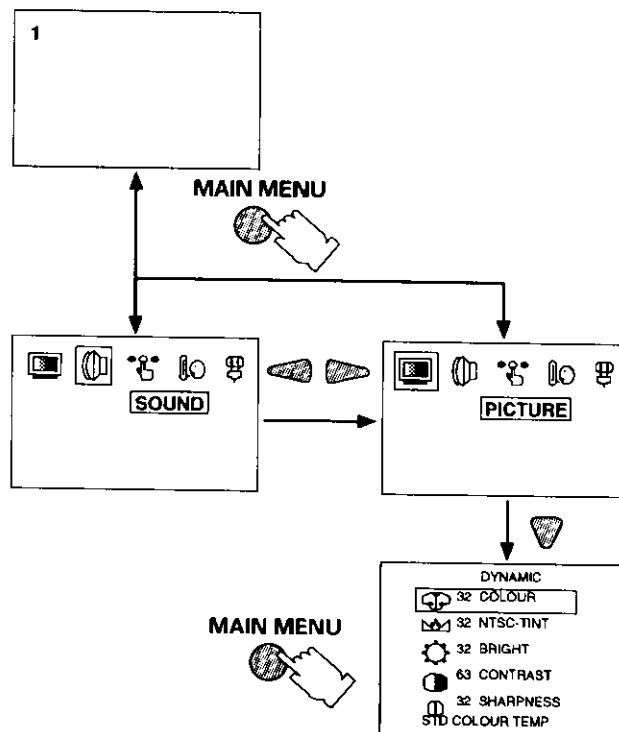 1
MAIN MENU
SOUND
PICTURE
DYNAMIC
32 COLOUR
32 NTSC-TINT
32 BRIGHT
63 CONTRAST
32 SHARPNESS
STD COLOUR TEMP
MAIN MENU